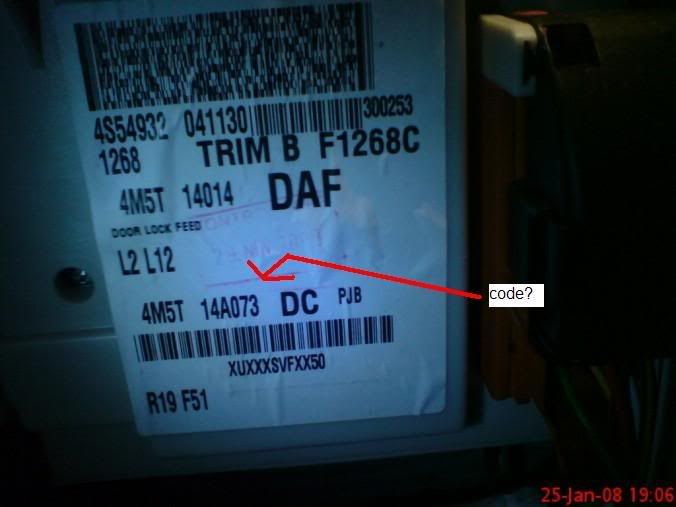 4S54932 041130 300253
1268 TRIM B F1268C
4M5T 14014 DAF
DOOR LOCK FEED
L2 L12
code?
4M5T 14A073 DC PJB
XUXXXSVFXX50
R19 F51
25-Jan-08 19:06